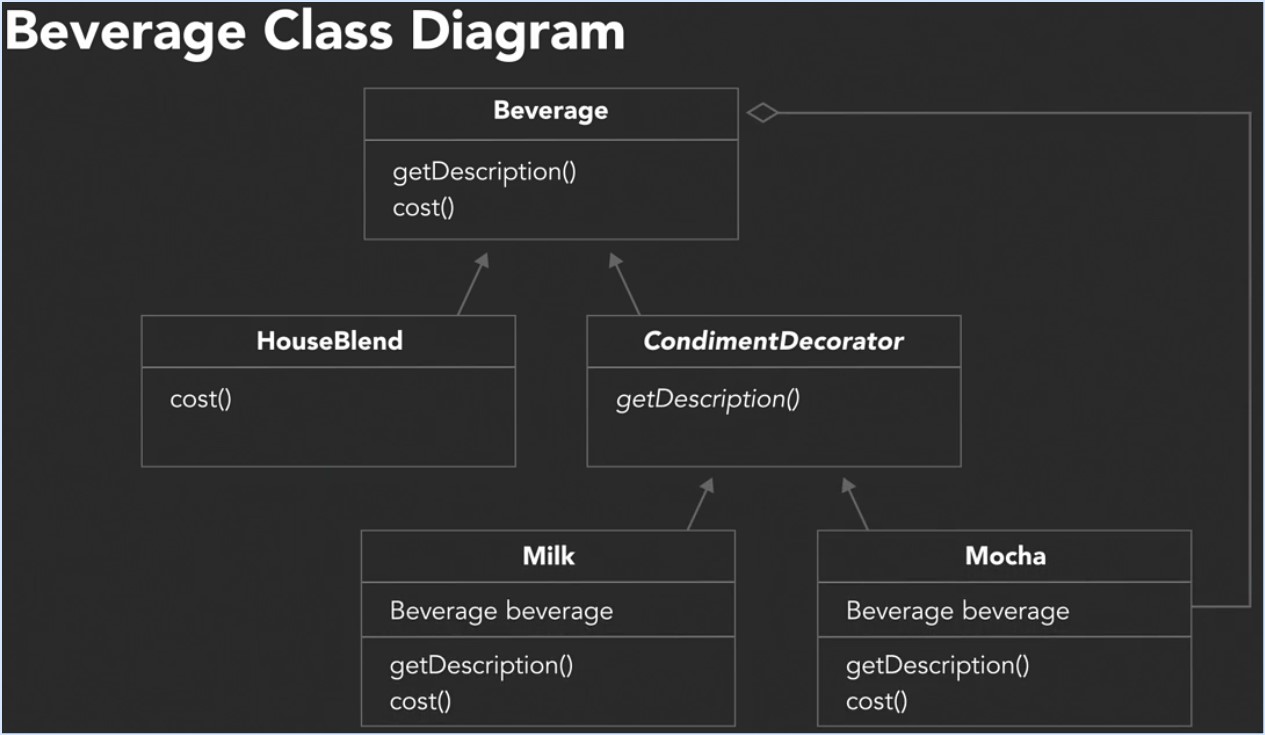 Beverage Class Diagram
Beverage
getDescription()
cost()
HouseBlend
cost()
CondimentDecorator
getDescription()
Milk
Beverage beverage
getDescription()
cost()
Mocha
Beverage beverage
getDescription()
cost()